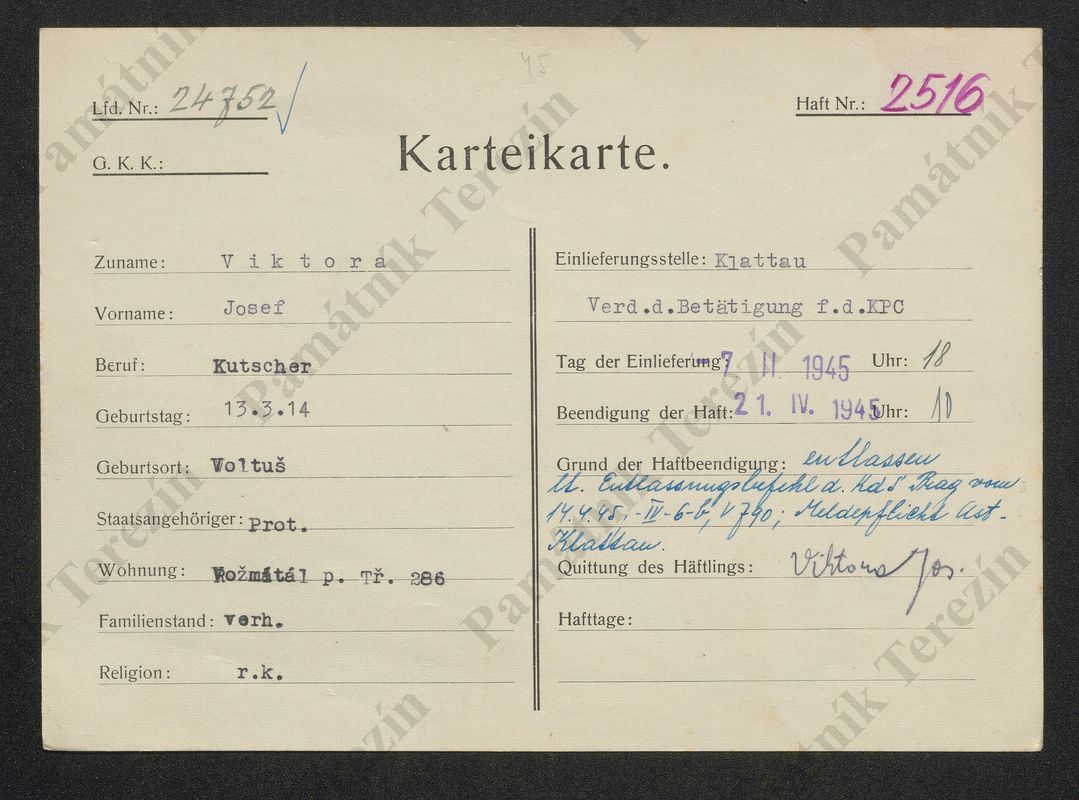 45
Lfd. Nr.: 24752
Haft Nr.: 2516
G. K. K.:
Karteikarte.
Zuname: Viktora
Vorname: Josef
Beruf: Kutscher
Geburtstag: 13.3.14
Geburtsort: Voltuš
Staatsangehöriger: Prot.
Wohnung: Rožmitál p. Tř. 286
Familienstand: verh.
Religion: r.k.
Einlieferungsstelle: Klattau
Verd.d.Betätigung f.d.KPC
Tag der Einlieferung: -7 II 1945 Uhr: 18
Beendigung der Haft: 21. IV. 1945 Uhr: 10
Grund der Haftbeendigung: entlassen
lt. Entlassungsbefehl d. KdS Prag vom
14.4.45,-IV-6-b, V 790; Meldepflicht Ast-
Klattau.
Quittung des Häftlings: Viktora Jos.
Hafttage:
Památník Terezín